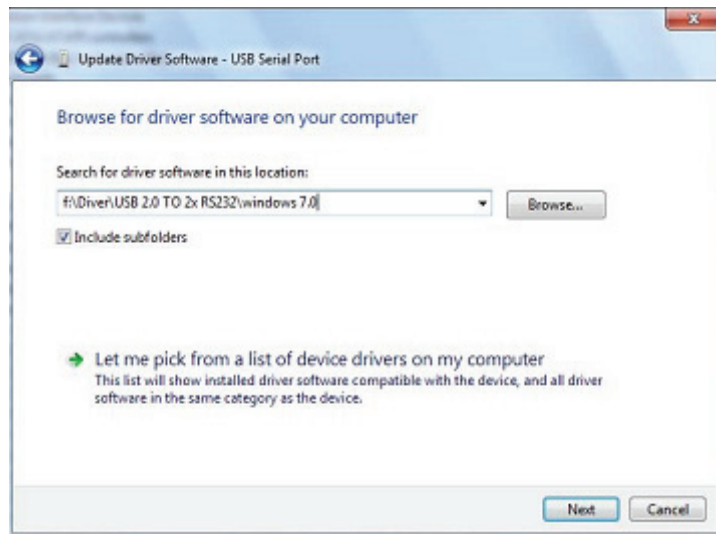 Update Driver Software - USB Serial Port
Browse for driver software on your computer
Search for driver software in this location:
f:\Diver\USB 2.0 TO 2x RS232\windows 7.0
Browse...
Include subfolders
Let me pick from a list of device drivers on my computer
This list will show installed driver software compatible with the device, and all driver
software in the same category as the device.
Next
Cancel